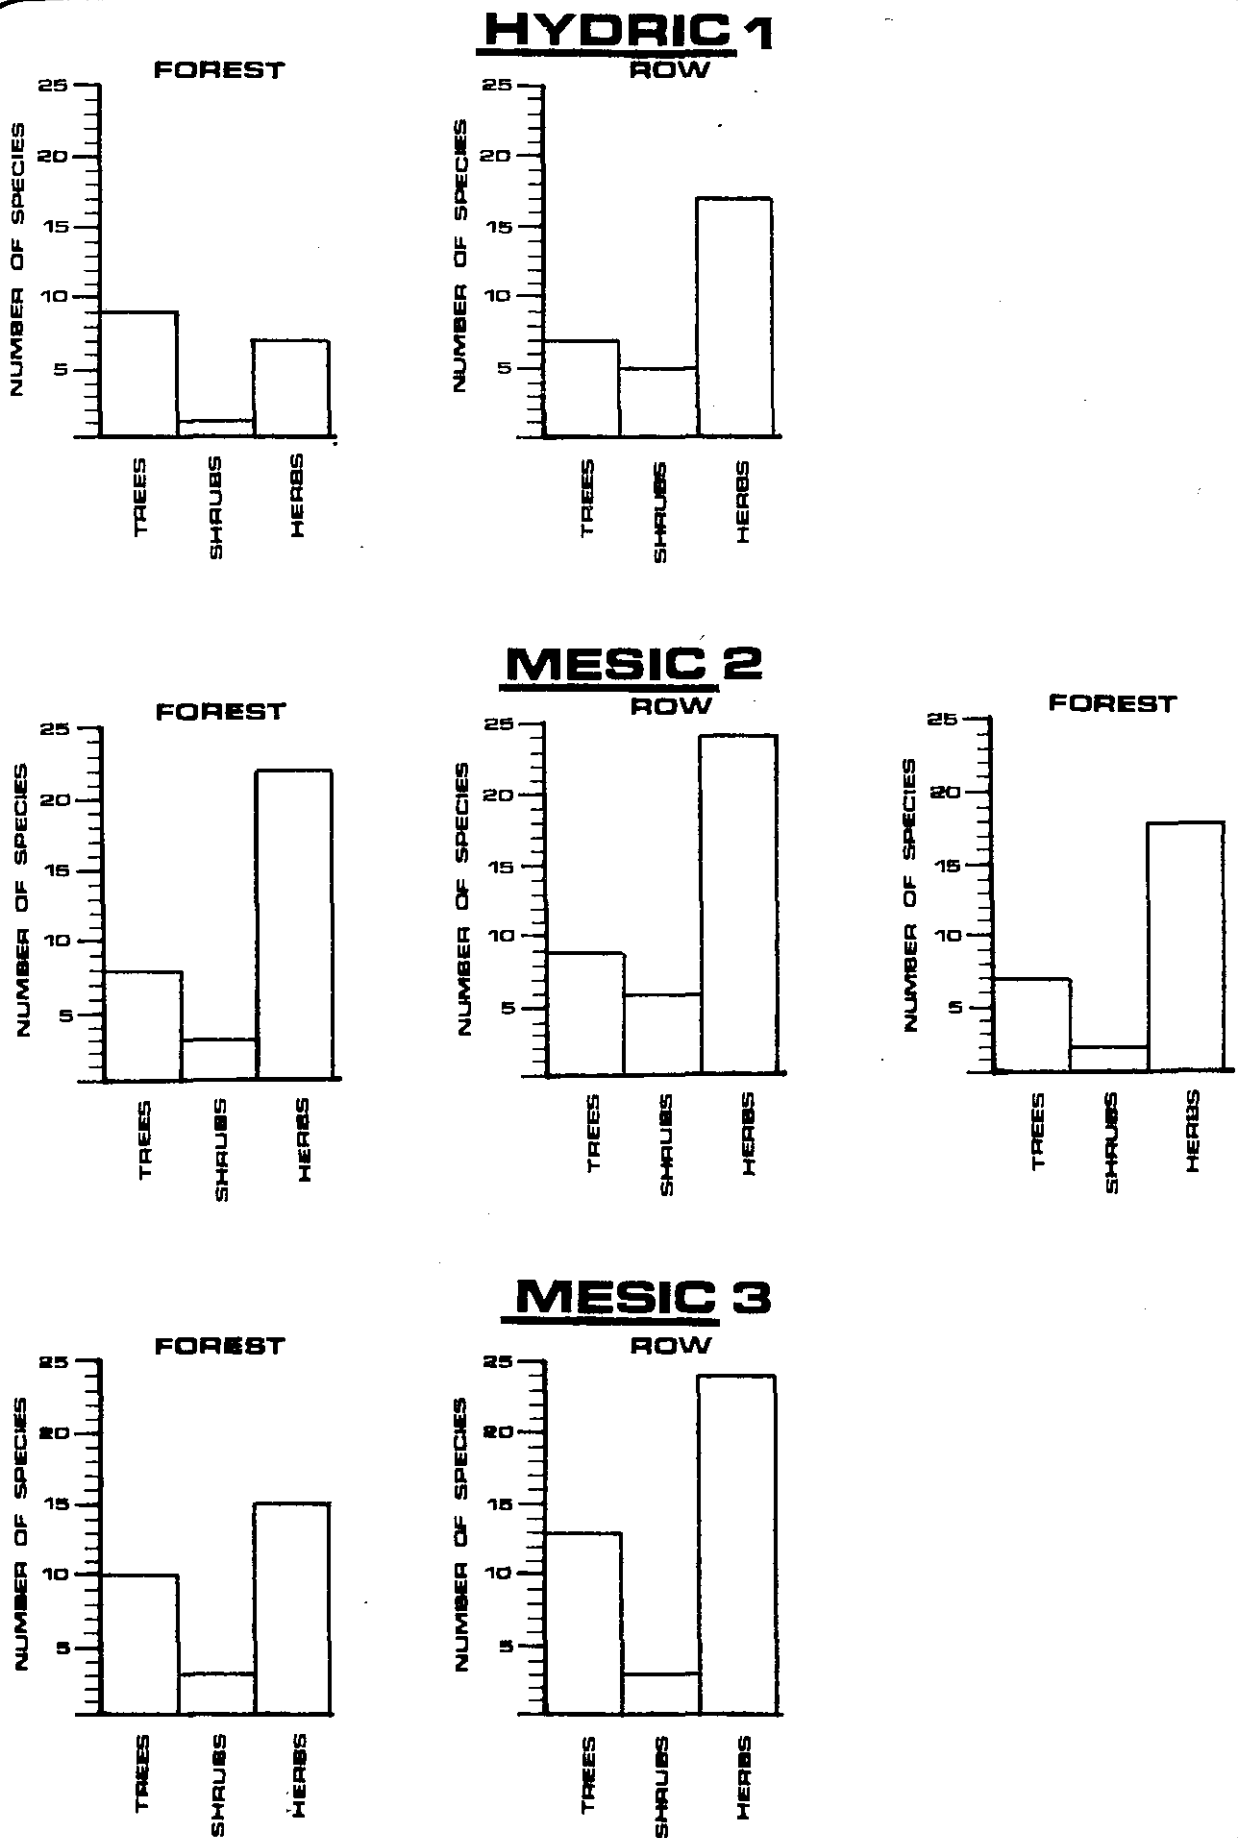 HYDRIC 1
FOREST
NUMBER OF SPECIES
25
20
15
10
5
TREES
SHRUBS
HERBS
ROW
NUMBER OF SPECIES
25
20
15
10
5
TREES
SHRUBS
HERBS
MESIC 2
FOREST
NUMBER OF SPECIES
25
20
15
10
5
TREES
SHRUBS
HERBS
ROW
NUMBER OF SPECIES
25
20
15
10
5
TREES
SHRUBS
HERBS
FOREST
NUMBER OF SPECIES
25
20
15
10
5
TREES
SHRUBS
HERBS
MESIC 3
FOREST
NUMBER OF SPECIES
25
20
15
10
5
TREES
SHRUBS
HERBS
ROW
NUMBER OF SPECIES
25
20
15
10
5
TREES
SHRUBS
HERBS